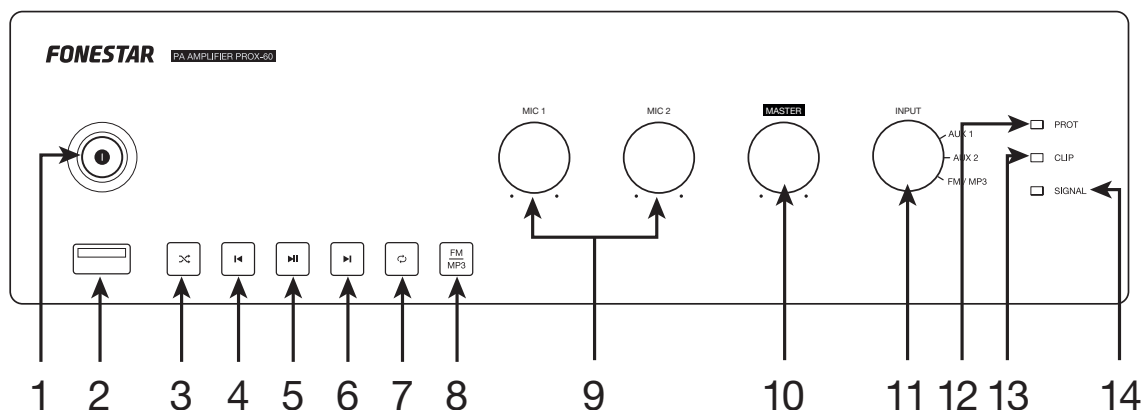 FONESTAR PA AMPLIFIER PROX-60
MIC 1 MIC 2 MASTER INPUT
AUX 1
AUX 2
FM / MP3
PROT
CLIP
SIGNAL
FM
MP3
1 2 3 4 5 6 7 8 9 10 11 12 13 14